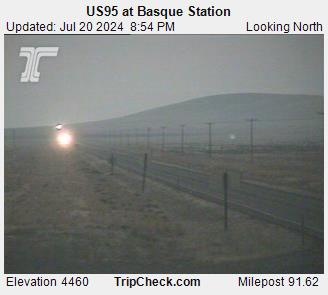 US95 at Basque Station
Updated: Jul 20 2024 8:54 PM Looking North
Elevation 4460 TripCheck.com Milepost 91.62